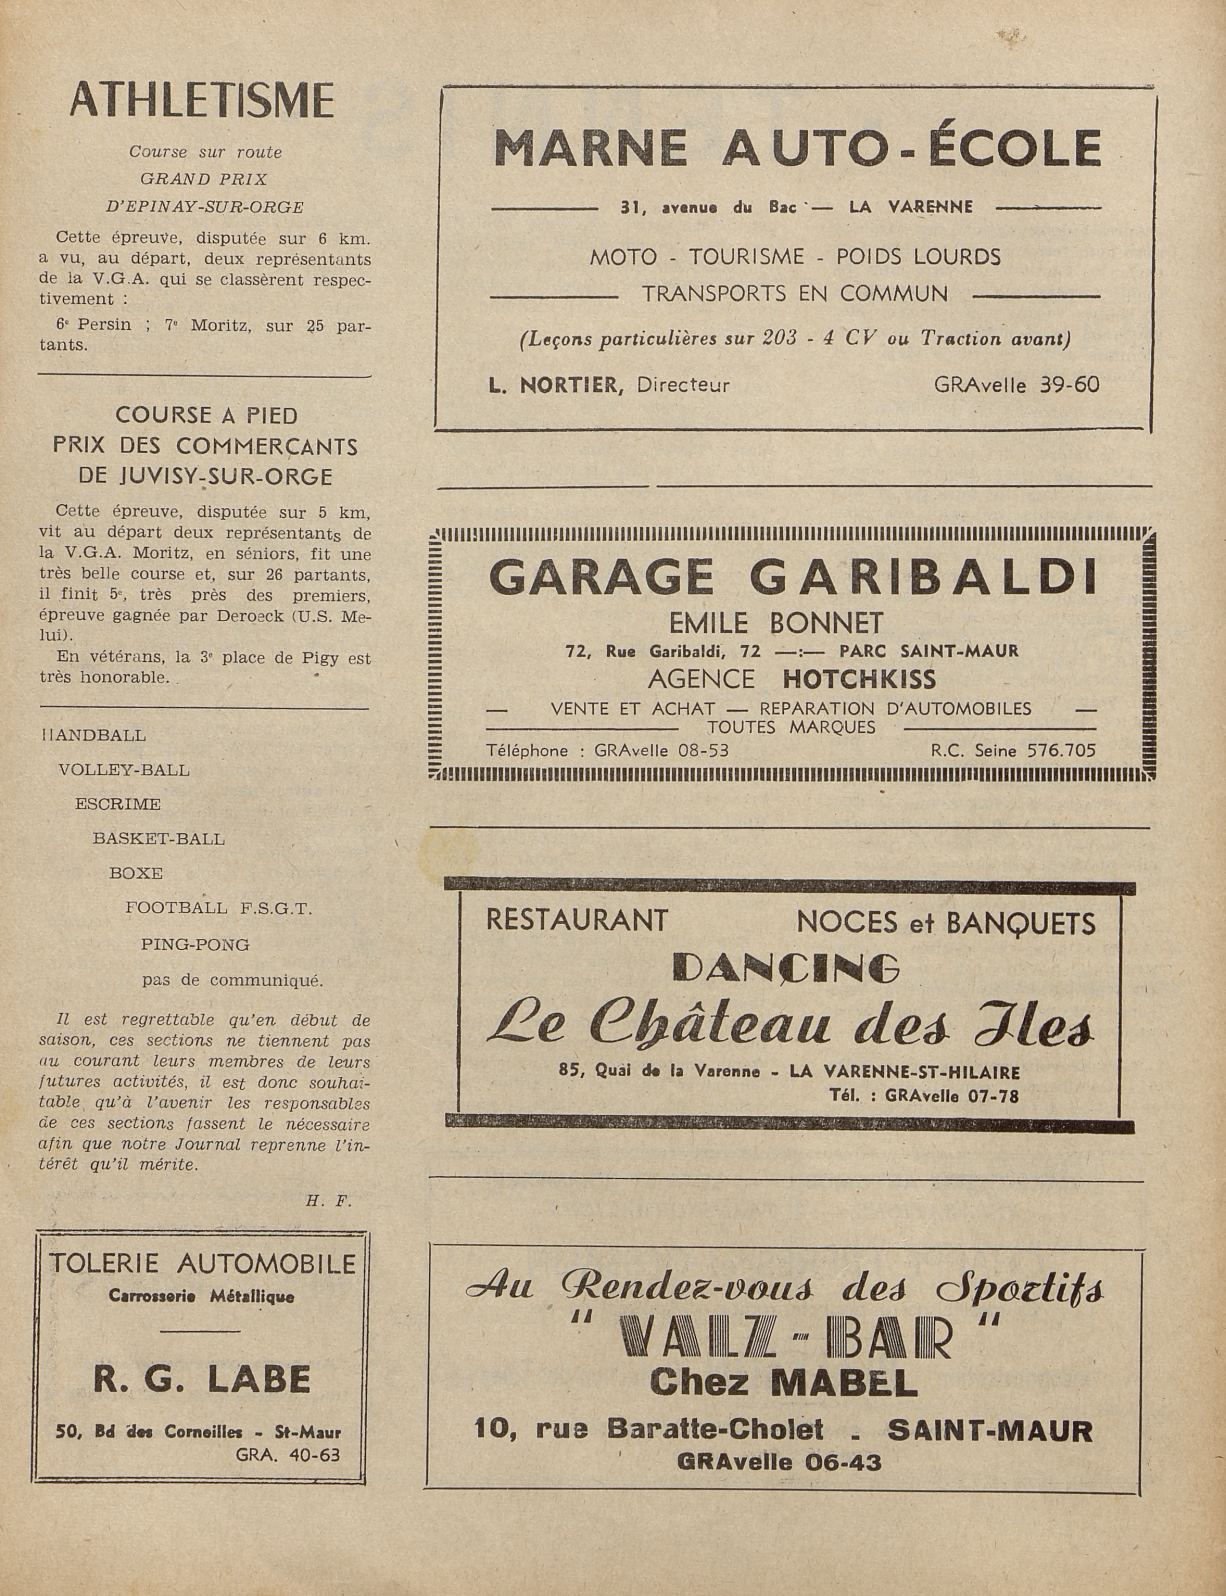 ATHLETISME
Course sur route
GRAND PRIX
D'EPINAY-SUR-ORGE
Cette épreuve, disputée sur 6 km.
a vu, au départ, deux représentants
de la V.G.A. qui se classèrent respec-
tivement :
6e Persin ; 7e Moritz, sur 25 par-
tants.
COURSE A PIED
PRIX DES COMMERÇANTS
DE JUVISY-SUR-ORGE
Cette épreuve, disputée sur 5 km,
vit au départ deux représentants de
la V.G.A. Moritz, en séniors, fit une
très belle course et, sur 26 partants,
il finit 5e, très près des premiers,
épreuve gagnée par Deroeck (U.S. Me-
lui).
En vétérans, la 3e place de Pigy est
très honorable.
HANDBALL
VOLLEY-BALL
ESCRIME
BASKET-BALL
BOXE
FOOTBALL F.S.G.T.
PING-PONG
pas de communiqué.
Il est regrettable qu'en début de
saison, ces sections ne tiennent pas
au courant leurs membres de leurs
futures activités, il est donc souhai-
table qu'à l'avenir les responsables
de ces sections fassent le nécessaire
afin que notre Journal reprenne l'in-
térêt qu'il mérite.
H. F.
TOLERIE AUTOMOBILE
Carrosserie Métallique
R. G. LABE
50, Bd des Corneilles - St-Maur
GRA. 40-63
MARNE AUTO-ÉCOLE
31, avenue du Bac — LA VARENNE
MOTO - TOURISME - POIDS LOURDS
TRANSPORTS EN COMMUN
(Leçons particulières sur 203 - 4 CV ou Traction avant)
L. NORTIER, Directeur GRAvelle 39-60
GARAGE GARIBALDI
EMILE BONNET
72, Rue Garibaldi, 72 —:— PARC SAINT-MAUR
AGENCE HOTCHKISS
— VENTE ET ACHAT — REPARATION D'AUTOMOBILES —
TOUTES MARQUES
Téléphone : GRAvelle 08-53 R.C. Seine 576.705
RESTAURANT NOCES et BANQUETS
DANCING
Le Château des Iles
85, Quai de la Varenne - LA VARENNE-ST-HILAIRE
Tél. : GRAvelle 07-78
Au Rendez-vous des Sportifs
" VALZ-BAR "
Chez MABEL
10, rue Baratte-Cholet - SAINT-MAUR
GRAvelle 06-43